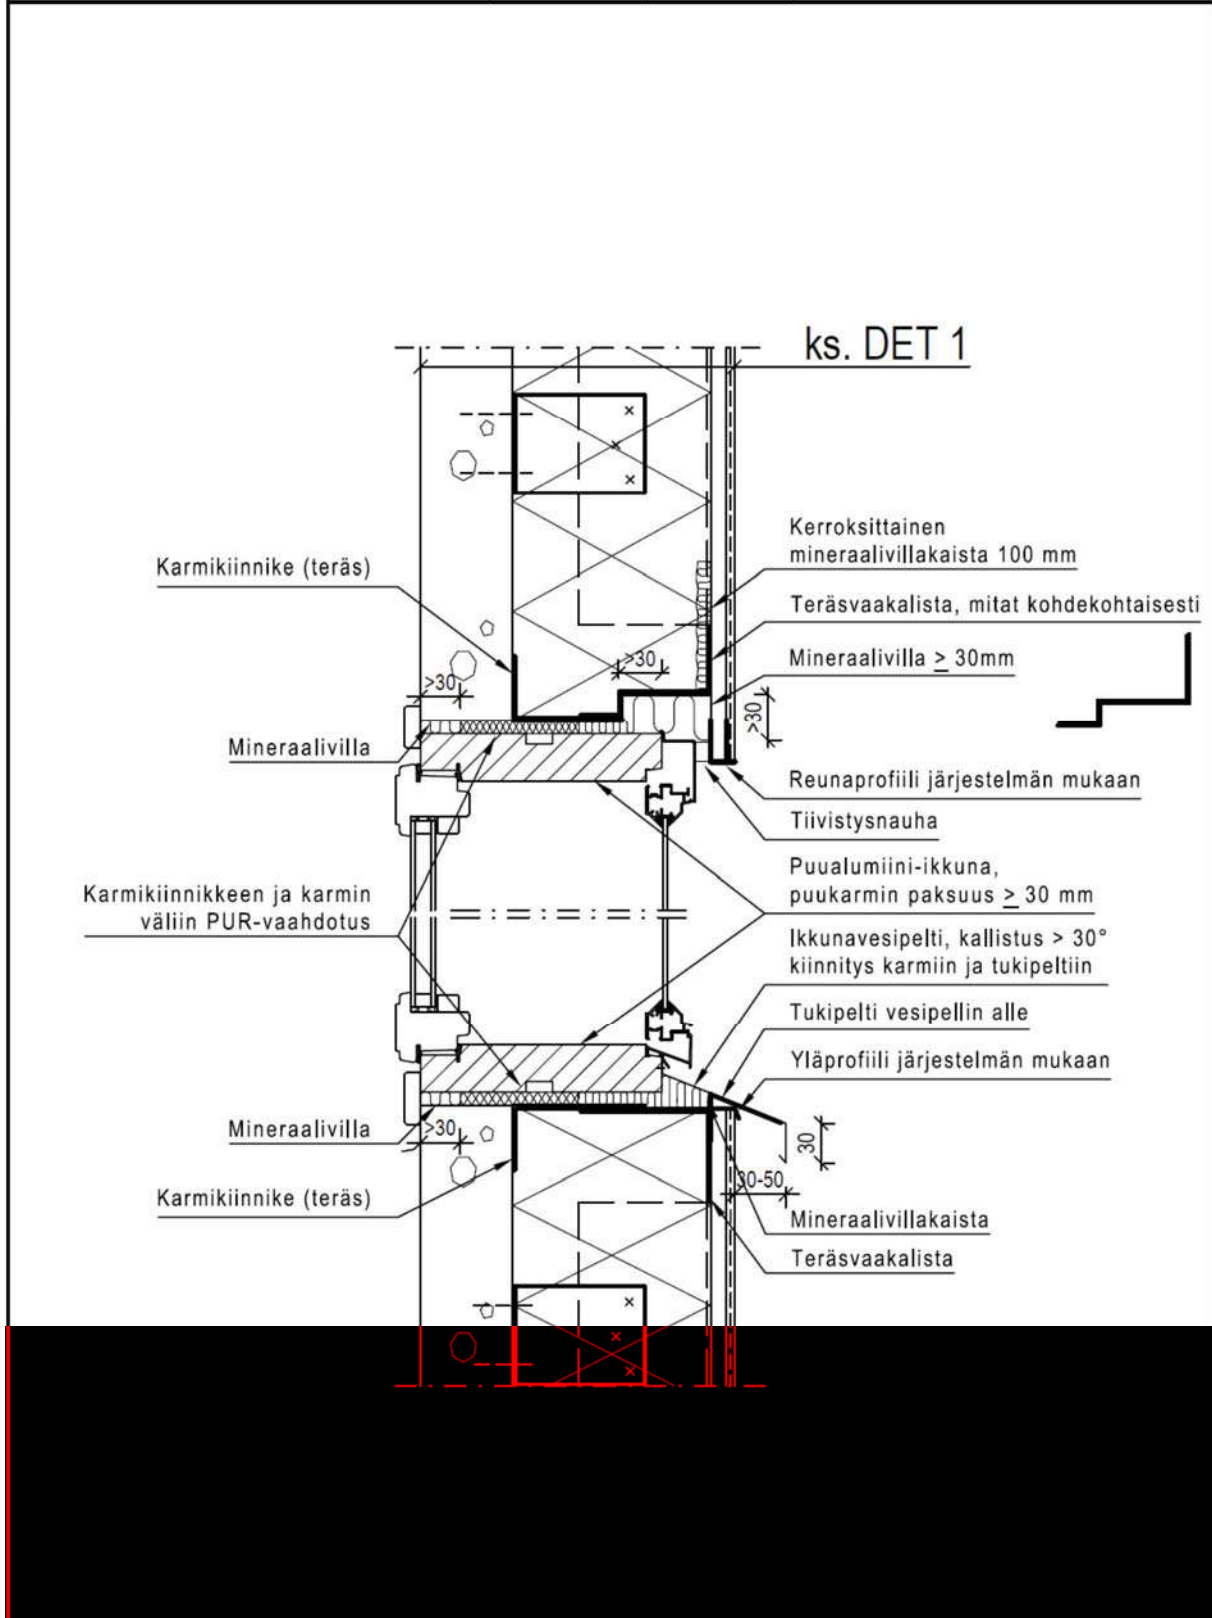 ks. DET 1
Kerroksittainen
mineraalivillakaista 100 mm
Karmikiinnike (teräs)
Teräsvaakalista, mitat kohdekohtaisesti
>30
Mineraalivilla ≥ 30mm
>30
>30
Mineraalivilla
Reunaprofiili järjestelmän mukaan
Tiivistysnauha
Puualumiini-ikkuna,
puukarmin paksuus ≥ 30 mm
Karmikiinnikkeen ja karmin
väliin PUR-vaahdotus
Ikkunavesipelti, kallistus > 30°
kiinnitys karmiin ja tukipeltiin
Tukipelti vesipellin alle
Yläprofiili järjestelmän mukaan
Mineraalivilla
>30
30
30-50
Karmikiinnike (teräs)
Mineraalivillakaista
Teräsvaakalista